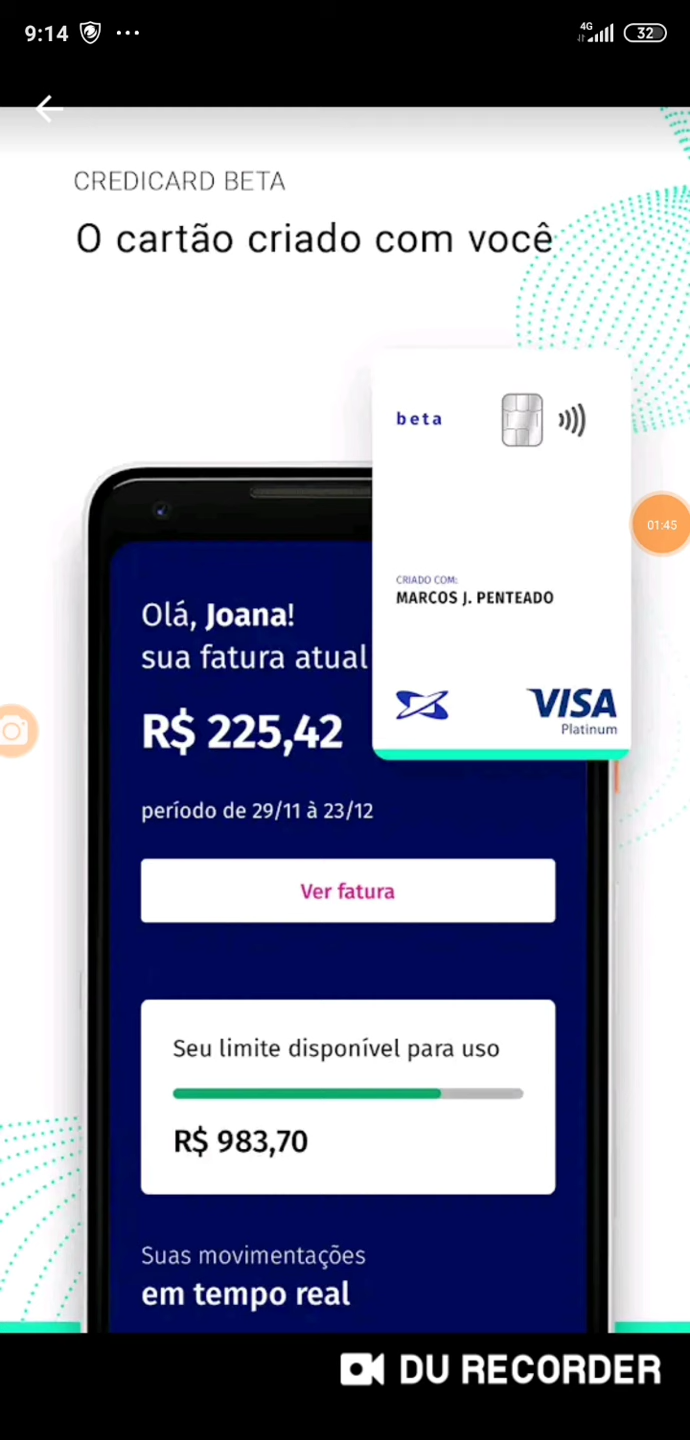 9:14
4G
32
CREDICARD BETA
O cartão criado com você
beta
01:45
CRIADO COM:
MARCOS J. PENTEADO
VISA
Platinum
Olá, Joana!
sua fatura atual
R$ 225,42
período de 29/11 à 23/12
Ver fatura
Seu limite disponível para uso
R$ 983,70
Suas movimentações
em tempo real
DU RECORDER